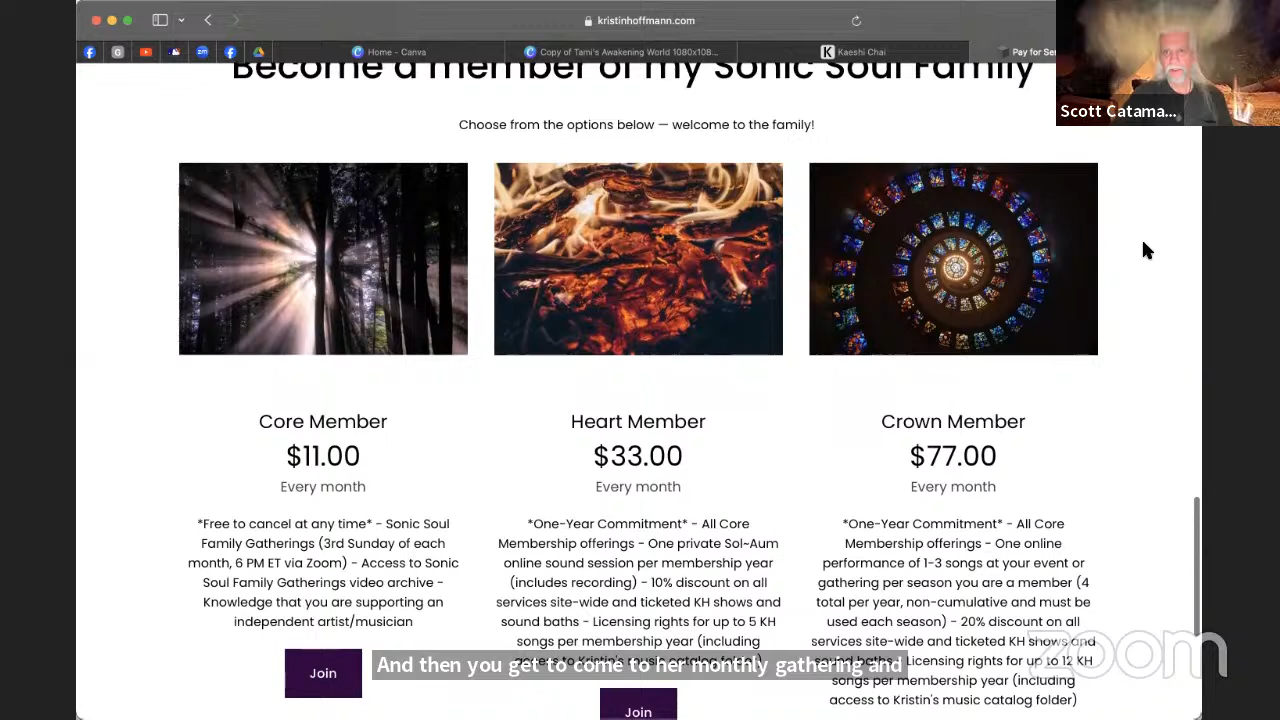 kristinhoffmann.com
Home - Canva
Copy of Tami's Awakening World 1080x108...
K
Kaeshi Chai
Pay for Ser
Become a member of my Sonic Soul Family
Scott Catama...
Choose from the options below — welcome to the family!
Core Member
$11.00
Every month
*Free to cancel at any time* - Sonic Soul
Family Gatherings (3rd Sunday of each
month, 6 PM ET via Zoom) - Access to Sonic
Soul Family Gatherings video archive -
Knowledge that you are supporting an
independent artist/musician
Join
Heart Member
$33.00
Every month
*One-Year Commitment* - All Core
Membership offerings - One private Sol~Aum
online sound session per membership year
(includes recording) - 10% discount on all
services site-wide and ticketed KH shows and
sound baths - Licensing rights for up to 5 KH
songs per membership year (including
access to Kristin's music catalog folder)
Join
Crown Member
$77.00
Every month
*One-Year Commitment* - All Core
Membership offerings - One online
performance of 1-3 songs at your event or
gathering per season you are a member (4
total per year, non-cumulative and must be
used each season) - 20% discount on all
services site-wide and ticketed KH shows and
sound baths - Licensing rights for up to 12 KH
songs per membership year (including
access to Kristin's music catalog folder)
And then you get to come to her monthly gathering and
zoom